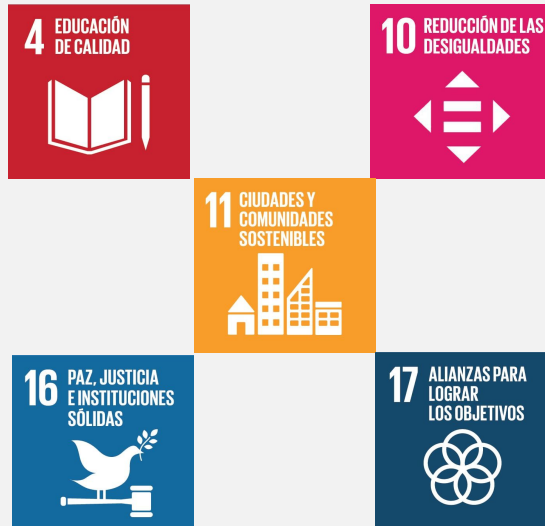 4 EDUCACIÓN
DE CALIDAD
10 REDUCCIÓN DE LAS
DESIGUALDADES
11 CIUDADES Y
COMUNIDADES
SOSTENIBLES
16 PAZ, JUSTICIA
E INSTITUCIONES
SÓLIDAS
17 ALIANZAS PARA
LOGRAR
LOS OBJETIVOS